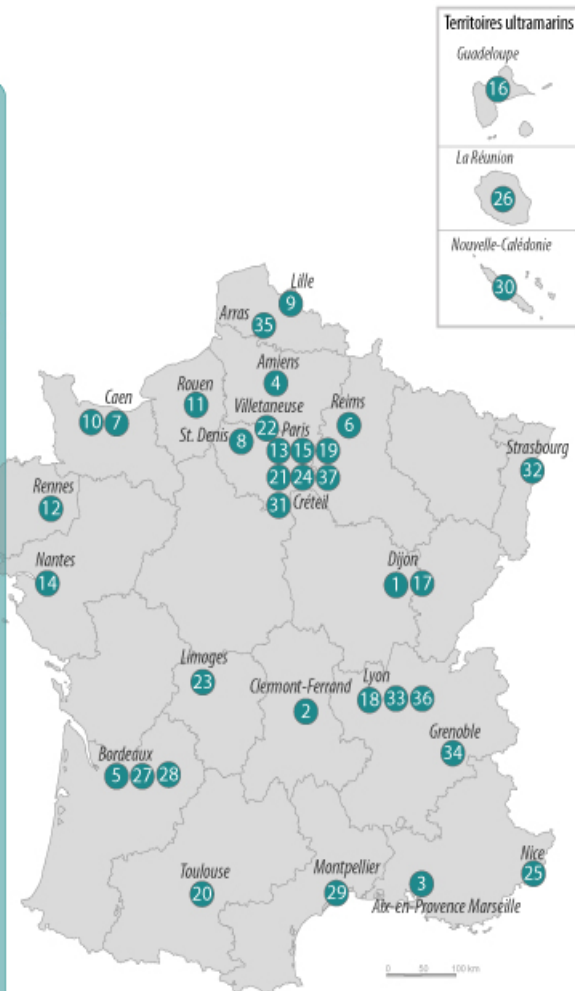 Territoires ultramarins
Guadeloupe
16
La Réunion
26
Nouvelle-Calédonie
30
Lille
9
Arras
35
Amiens
4
Rouen
11
Caen
10 7
Villetaneuse
22
St. Denis
8
Paris
13 15 19
21 24 37
31
Créteil
Reims
6
Strasbourg
32
Rennes
12
Nantes
14
Dijon
1 17
Limoges
23
Clermont-Ferrand
2
Lyon
18 33 36
Grenoble
34
Bordeaux
5 27 28
Toulouse
20
Montpellier
29
3
Aix-en-Provence Marseille
Nice
25
0 50 100 km